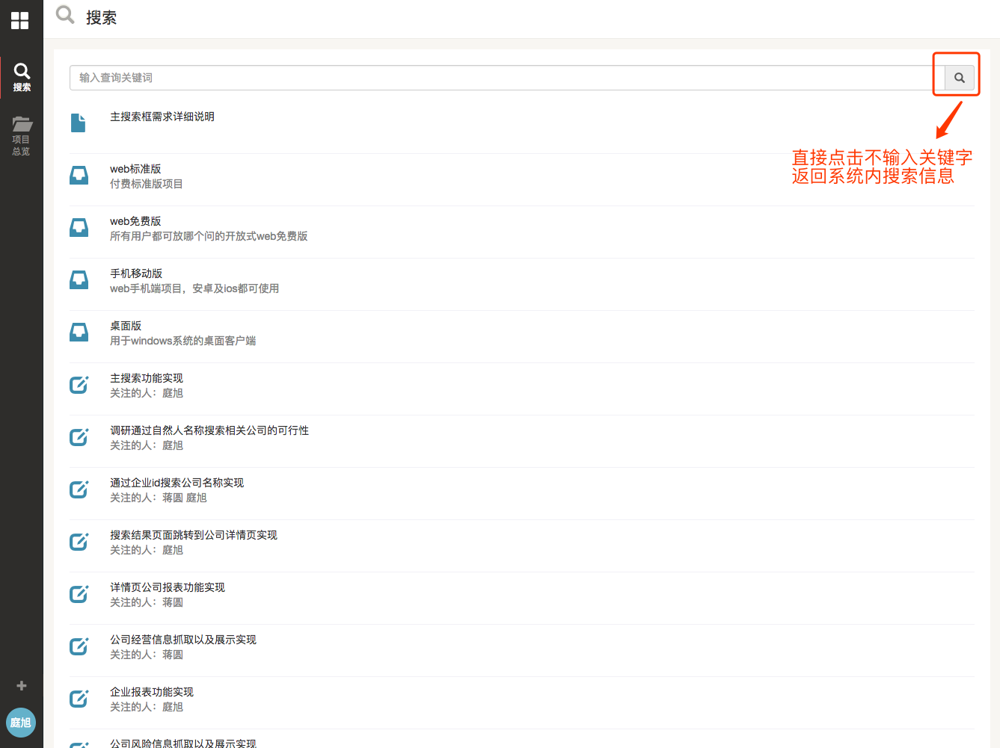 搜索
搜索
项目
总览
输入查询关键词
主搜索框需求详细说明
直接点击不输入关键字
返回系统内搜索信息
web标准版
付费标准版项目
web免费版
所有用户都可放哪个问的开放式web免费版
手机移动版
web手机端项目，安卓及ios都可使用
桌面版
用于windows系统的桌面客户端
主搜索功能实现
关注的人：庭旭
调研通过自然人名称搜索相关公司的可行性
关注的人：庭旭
通过企业id搜索公司名称实现
关注的人：蒋圆 庭旭
搜索结果页面跳转到公司详情页实现
关注的人：庭旭
详情页公司报表功能实现
关注的人：蒋圆
公司经营信息抓取以及展示实现
关注的人：蒋圆
企业报表功能实现
关注的人：庭旭
公司风险信息抓取以及展示实现
庭旭